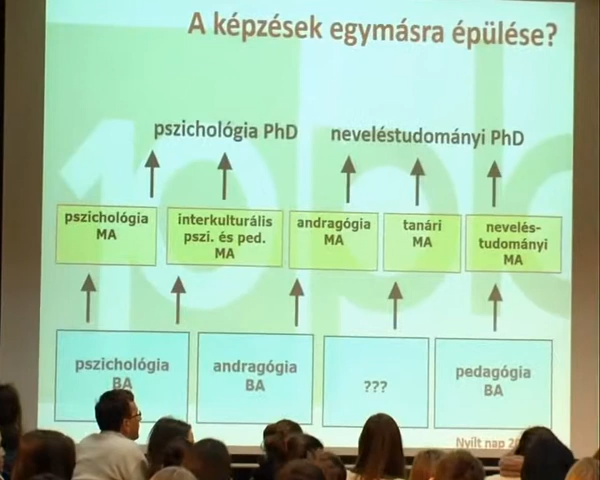 A képzések egymásra épülése?
pszichológia PhD
neveléstudományi PhD
pszichológia
MA
interkulturális
pszi. és ped.
MA
andragógia
MA
tanári
MA
nevelés-
tudományi
MA
pszichológia
BA
andragógia
BA
???
pedagógia
BA
Nyílt nap